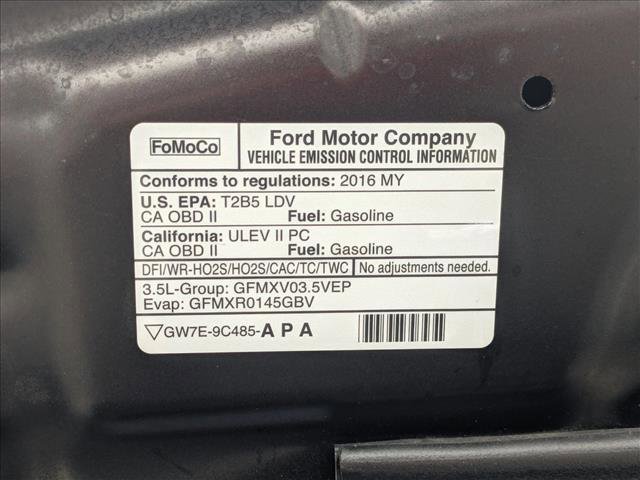 FoMoCo
Ford Motor Company
VEHICLE EMISSION CONTROL INFORMATION
Conforms to regulations: 2016 MY
U.S. EPA: T2B5 LDV
CA OBD II Fuel: Gasoline
California: ULEV II PC
CA OBD II Fuel: Gasoline
DFI/WR-HO2S/HO2S/CAC/TC/TWC No adjustments needed.
3.5L-Group: GFMXV03.5VEP
Evap: GFMXR0145GBV
GW7E-9C485-A P A